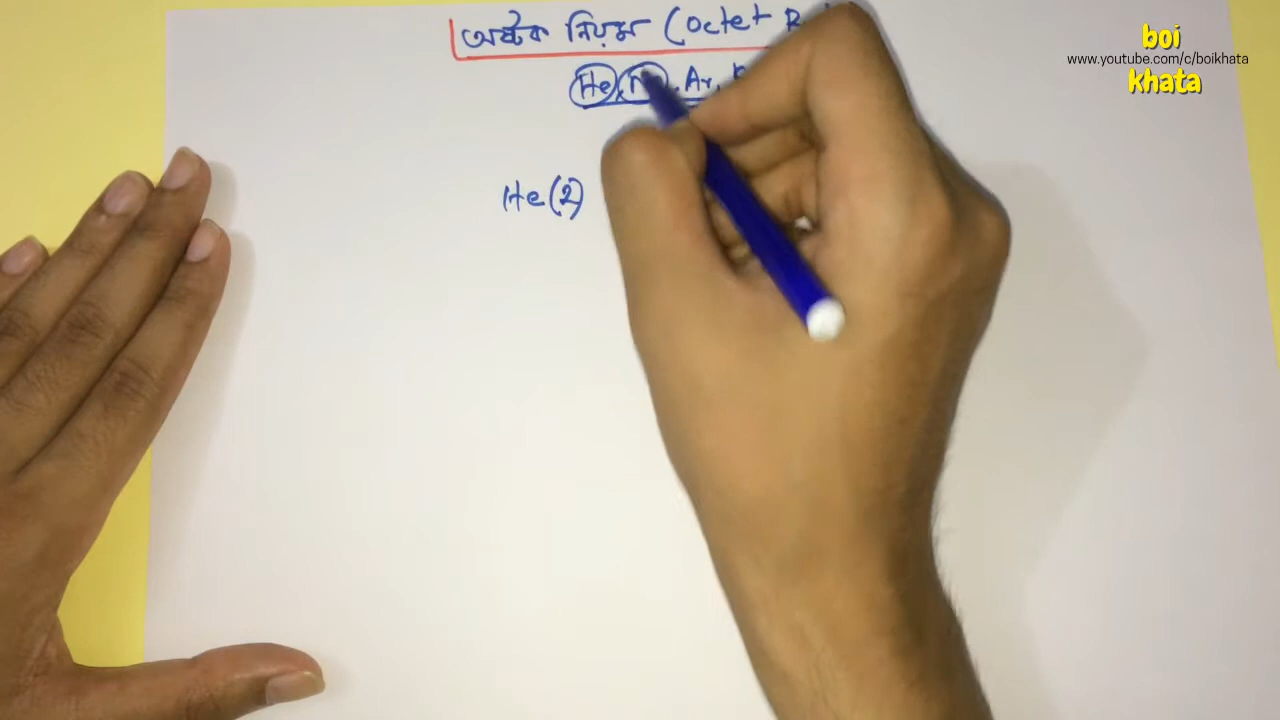 অষ্টক নিয়ম (Octet
He, Ar,
He (2)
boi
www.youtube.com/c/boikhata
khata